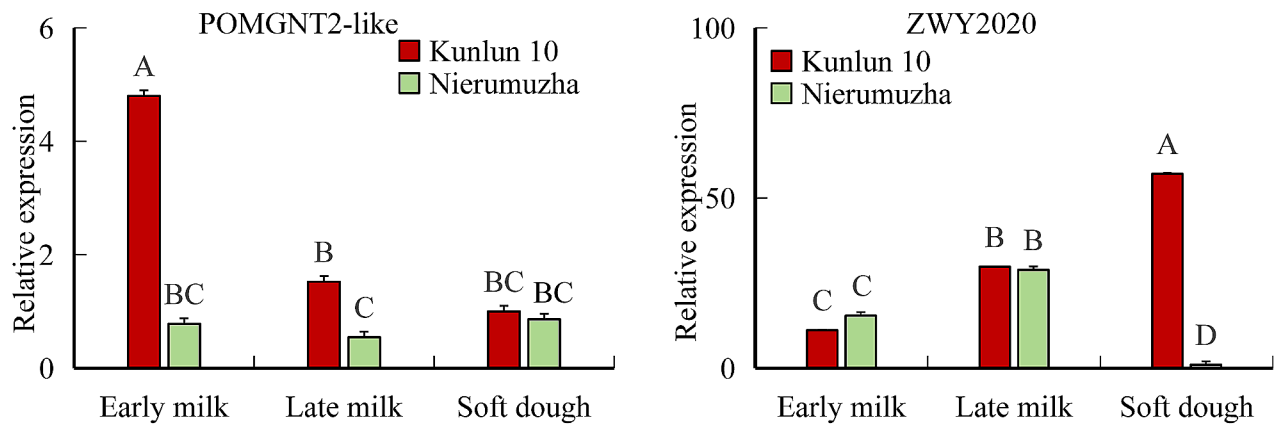 POMGNT2-like
Kunlun 10
Nierumuzha
Relative expression
6
4
2
0
A
BC
B
C
BC
BC
Early milk
Late milk
Soft dough
ZWY2020
Kunlun 10
Nierumuzha
Relative expression
100
50
0
C
C
B
B
A
D
Early milk
Late milk
Soft dough